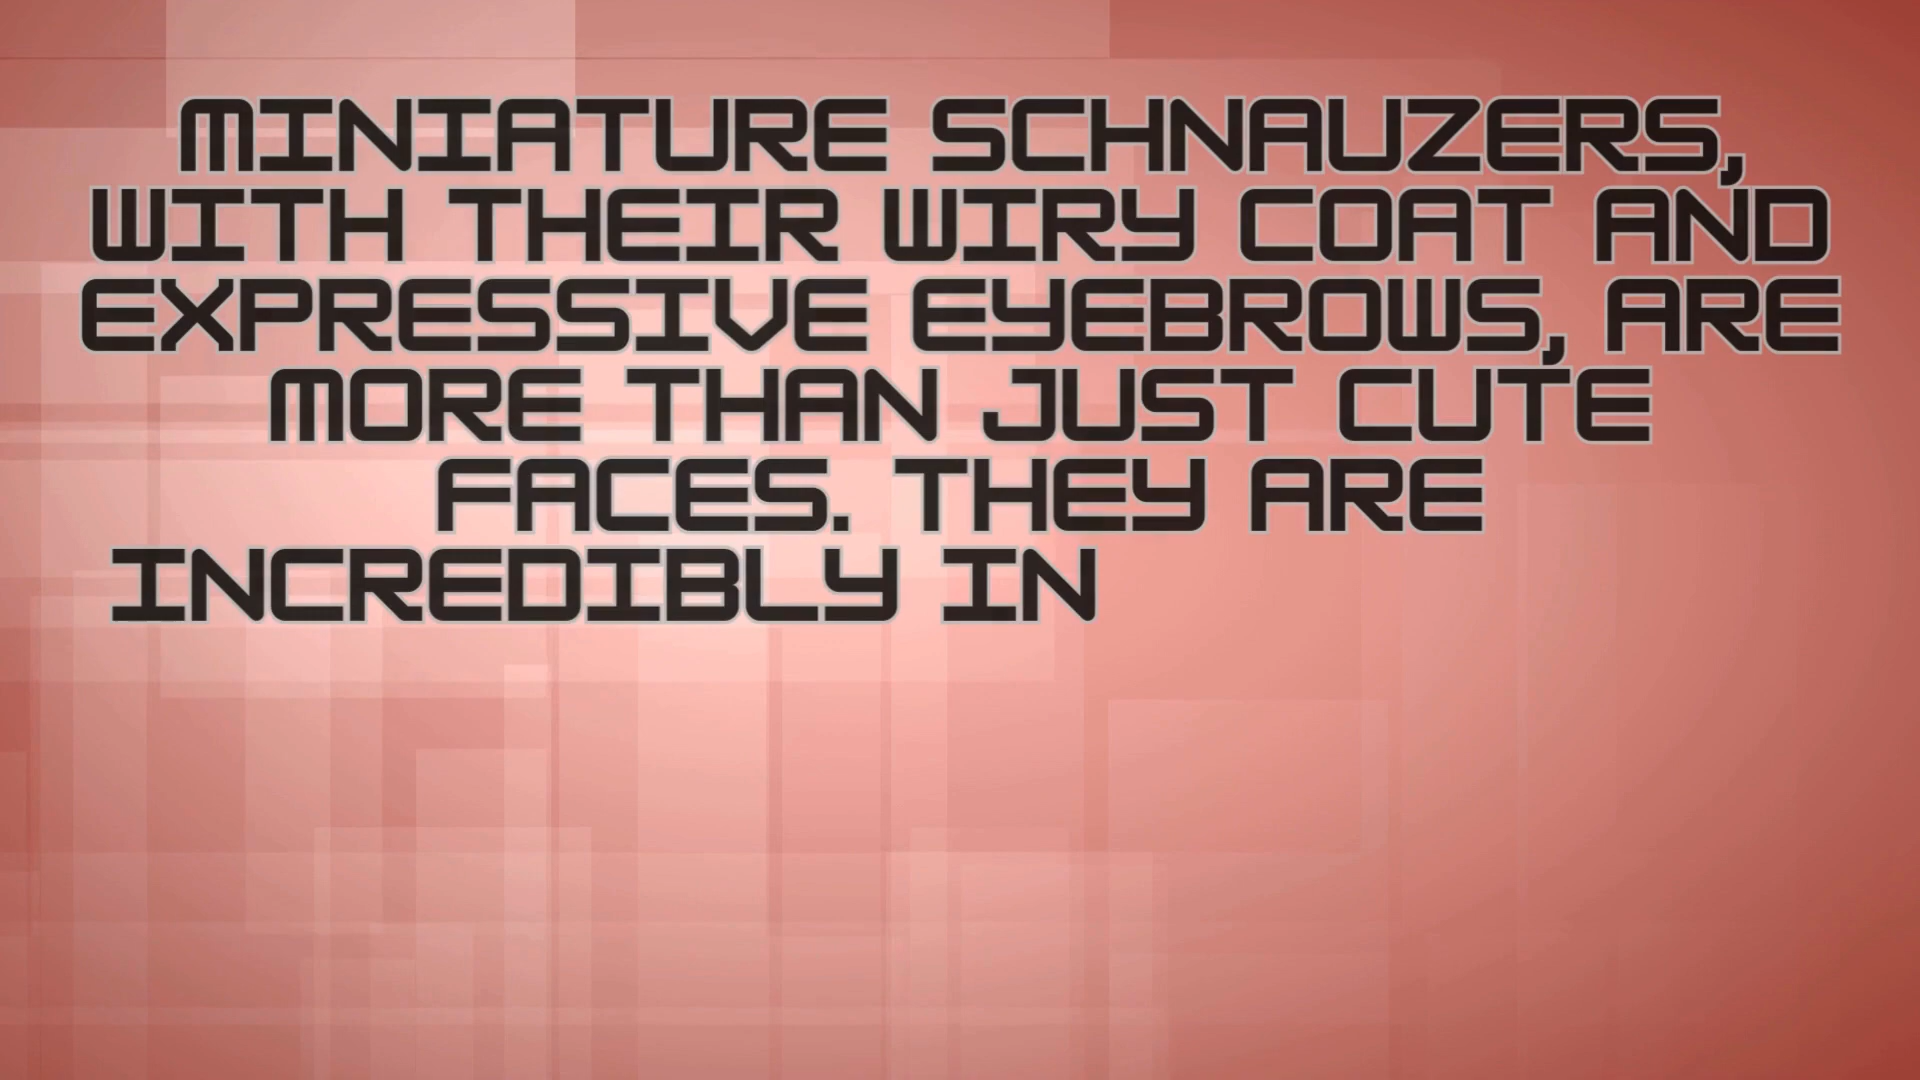 MINIATURE SCHNAUZERS,
WITH THEIR WIRY COAT AND
EXPRESSIVE EYEBROWS, ARE
MORE THAN JUST CUTE
FACES. THEY ARE
INCREDIBLY IN